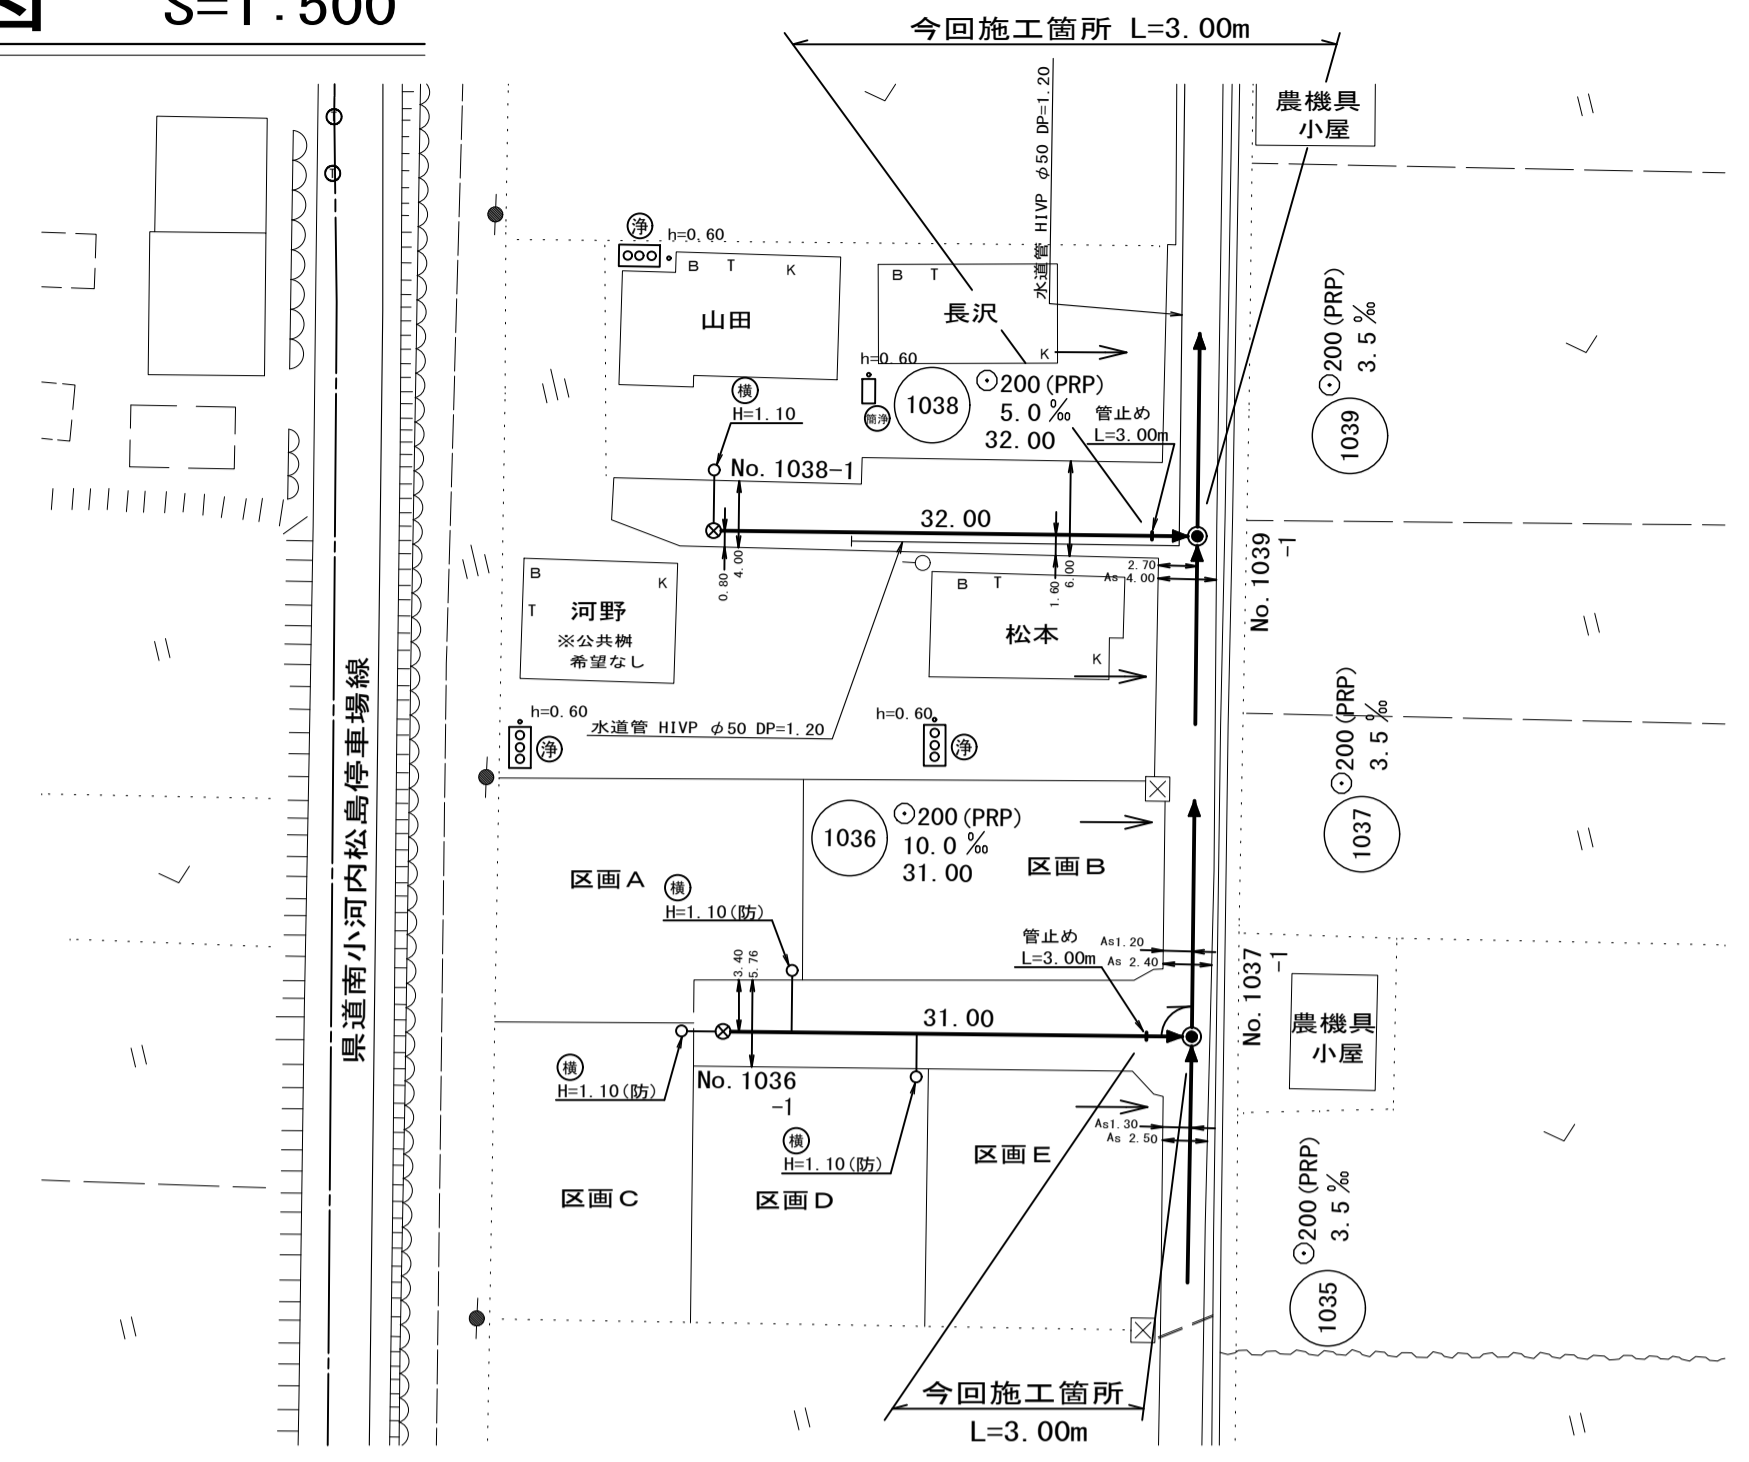 S=1:500
今回施工箇所 L=3.00m
農機具
小屋
水道管 HIVP φ50 DP=1.20
浄
h=0.60
B T K
山田
B T
長沢
K
h=0.60
簡浄
1038
200(PRP)
5.0‰
32.00
管止め
L=3.00m
横
H=1.10
No.1038-1
32.00
0.80
4.00
1.60
6.00
2.70
As 4.00
200(PRP)
3.5‰
1039
No.1039
-1
B K
T
河野
※公共桝
希望なし
B T
松本
K
h=0.60
浄
水道管 HIVP φ50 DP=1.20
h=0.60
浄
県道南小河内松島停車場線
200(PRP)
3.5‰
1037
1036
200(PRP)
10.0‰
31.00
区画A
区画B
横
H=1.10(防)
3.40
5.76
管止め
L=3.00m
As1.20
As 2.40
31.00
No.1037
-1
農機具
小屋
横
H=1.10(防)
No.1036
-1
横
H=1.10(防)
As1.30
As 2.50
区画C
区画D
区画E
200(PRP)
3.5‰
1035
今回施工箇所
L=3.00m